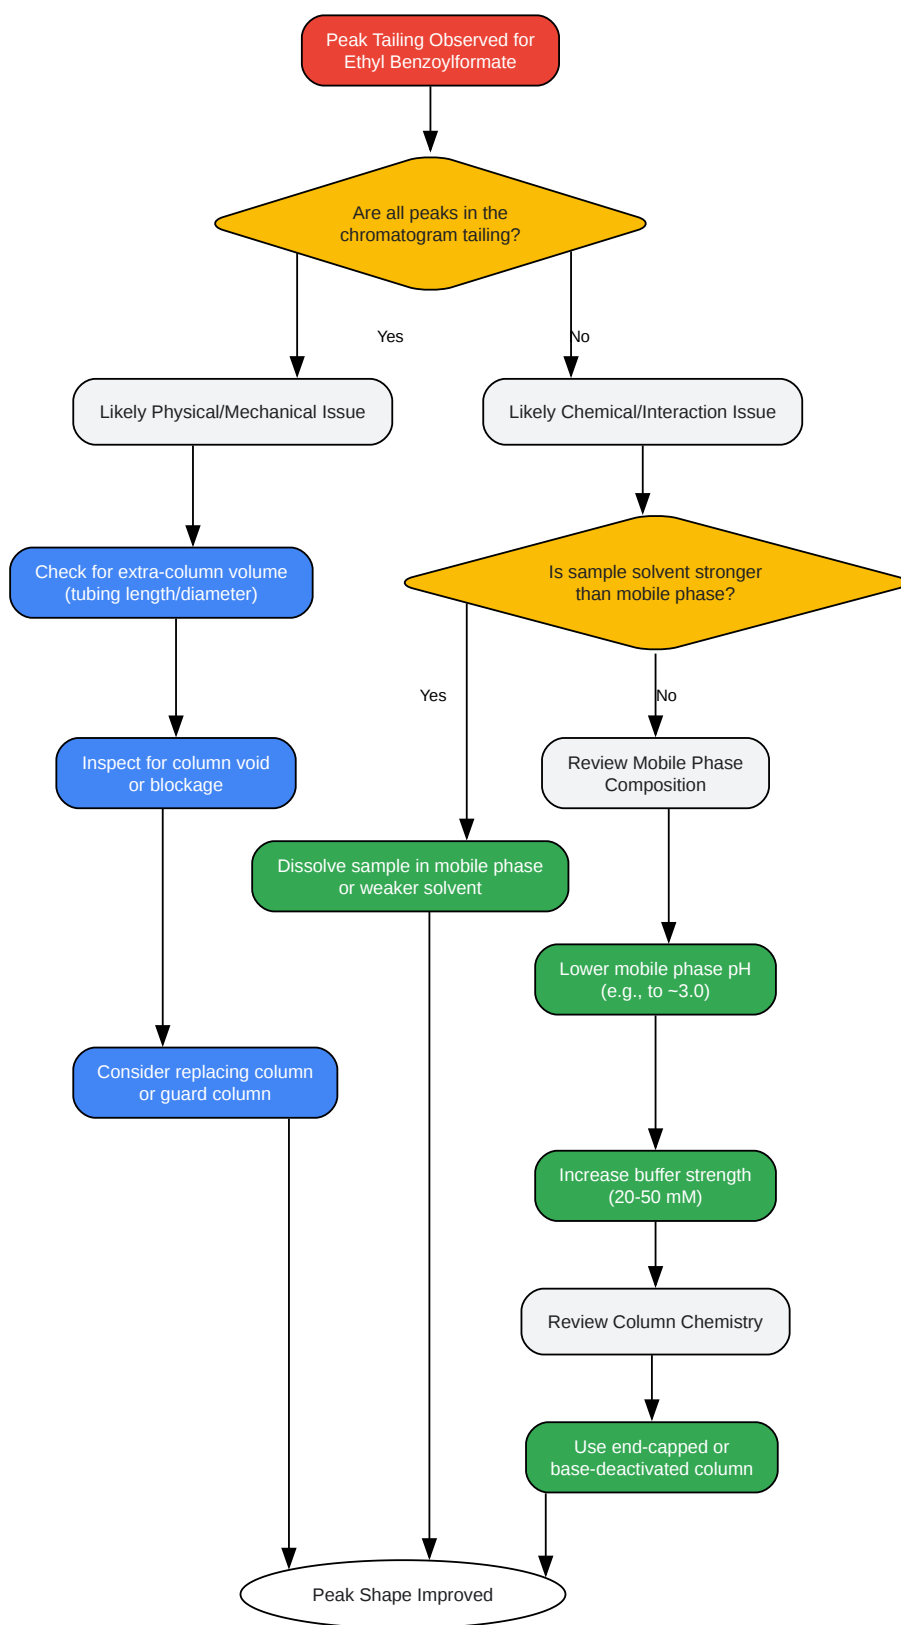 Peak Tailing Observed for
Ethyl Benzoylformate
Are all peaks in the
chromatogram tailing?
Yes
No
Likely Physical/Mechanical Issue
Likely Chemical/Interaction Issue
Check for extra-column volume
(tubing length/diameter)
Is sample solvent stronger
than mobile phase?
Yes
No
Inspect for column void
or blockage
Review Mobile Phase
Composition
Dissolve sample in mobile phase
or weaker solvent
Lower mobile phase pH
(e.g., to ~3.0)
Consider replacing column
or guard column
Increase buffer strength
(20-50 mM)
Review Column Chemistry
Use end-capped or
base-deactivated column
Peak Shape Improved